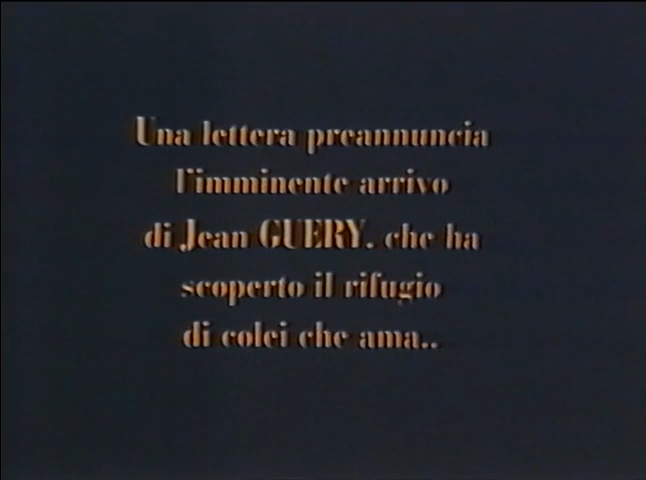 Una lettera preannuncia
l'imminente arrivo
di Jean GUERY. che ha
scoperto il rifugio
di colei che ama..